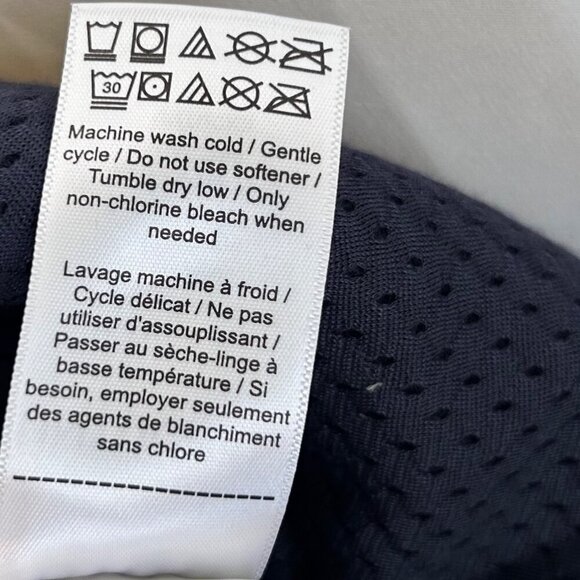 30
Machine wash cold / Gentle
cycle / Do not use softener /
Tumble dry low / Only
non-chlorine bleach when
needed
Lavage machine à froid /
Cycle délicat / Ne pas
utiliser d'assouplissant /
Passer au sèche-linge à
basse température / Si
besoin, employer seulement
des agents de blanchiment
sans chlore